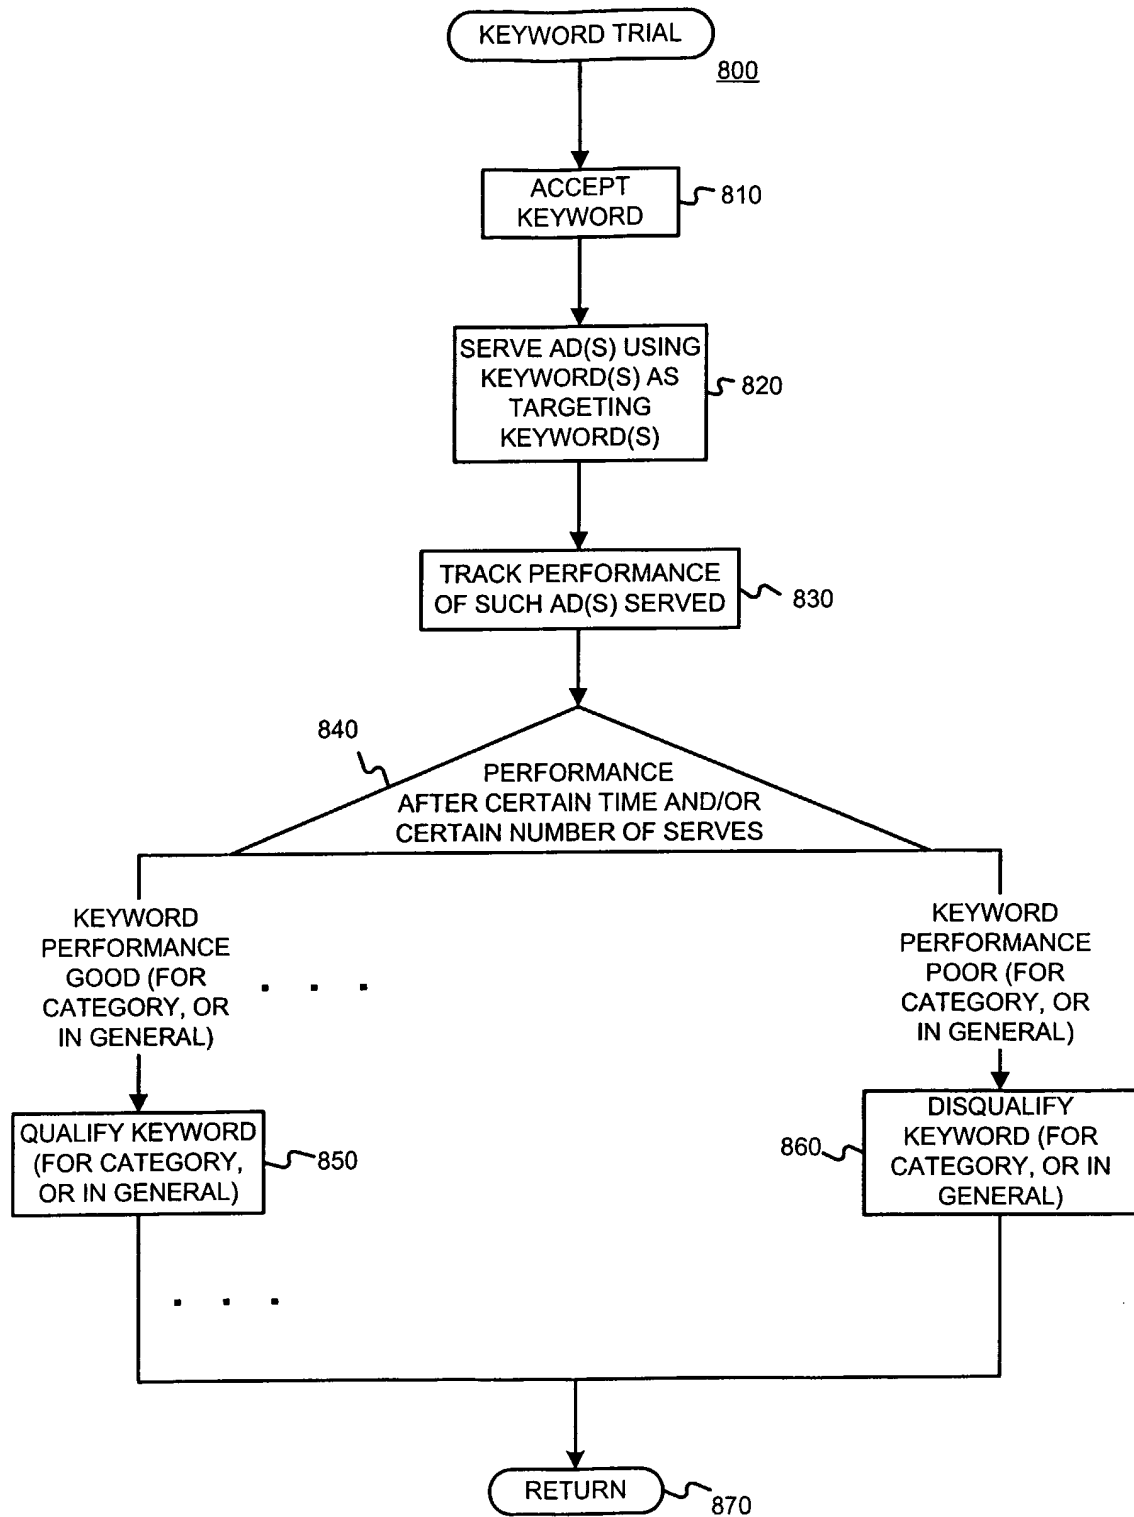 KEYWORD TRIAL
800
ACCEPT
KEYWORD
810
SERVE AD(S) USING
KEYWORD(S) AS
TARGETING
KEYWORD(S)
820
TRACK PERFORMANCE
OF SUCH AD(S) SERVED
830
840
PERFORMANCE
AFTER CERTAIN TIME AND/OR
CERTAIN NUMBER OF SERVES
KEYWORD
PERFORMANCE
GOOD (FOR
CATEGORY, OR
IN GENERAL)
. . .
KEYWORD
PERFORMANCE
POOR (FOR
CATEGORY, OR
IN GENERAL)
QUALIFY KEYWORD
(FOR CATEGORY,
OR IN GENERAL)
850
860
DISQUALIFY
KEYWORD (FOR
CATEGORY, OR IN
GENERAL)
. . .
RETURN
870